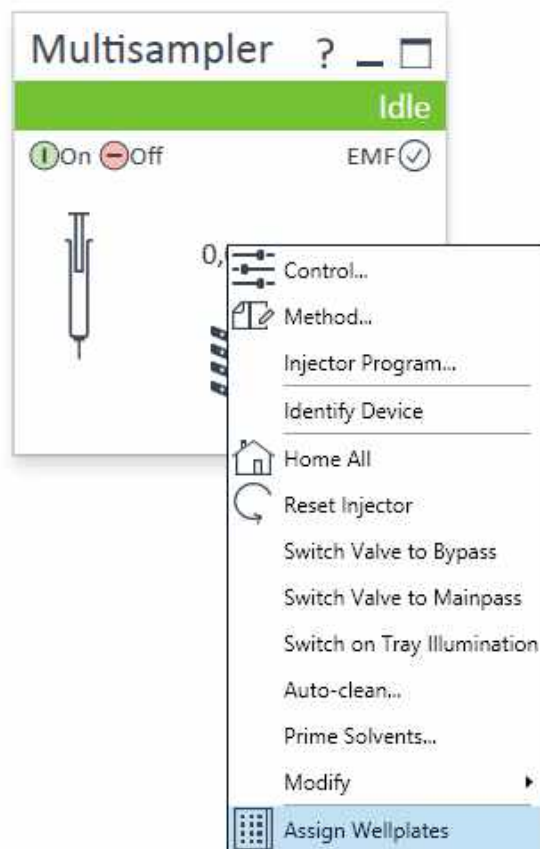 Multisampler ?
Idle
On Off EMF
0,
Control...
Method...
Injector Program...
Identify Device
Home All
Reset Injector
Switch Valve to Bypass
Switch Valve to Mainpass
Switch on Tray Illumination
Auto-clean...
Prime Solvents...
Modify
Assign Wellplates